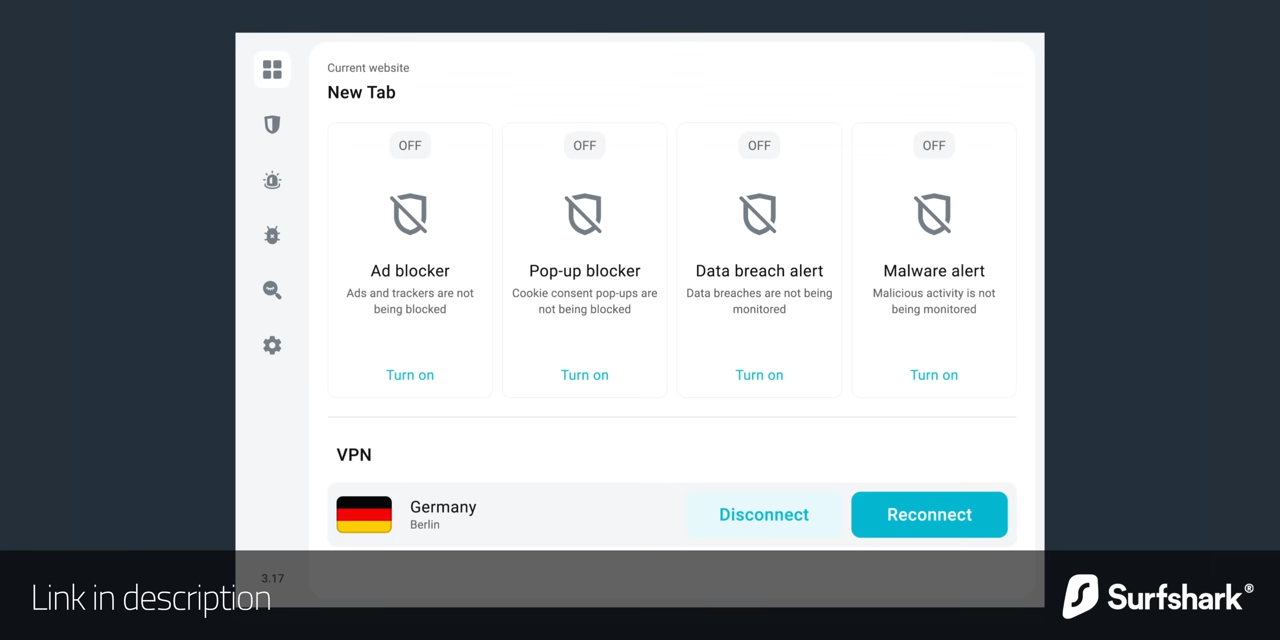 Current website
New Tab
OFF
OFF
OFF
OFF
Ad blocker
Ads and trackers are not
being blocked
Turn on
Pop-up blocker
Cookie consent pop-ups are
not being blocked
Turn on
Data breach alert
Data breaches are not being
monitored
Turn on
Malware alert
Malicious activity is not
being monitored
Turn on
VPN
Germany
Berlin
Disconnect
Reconnect
3.17
Link in description
Surfshark®